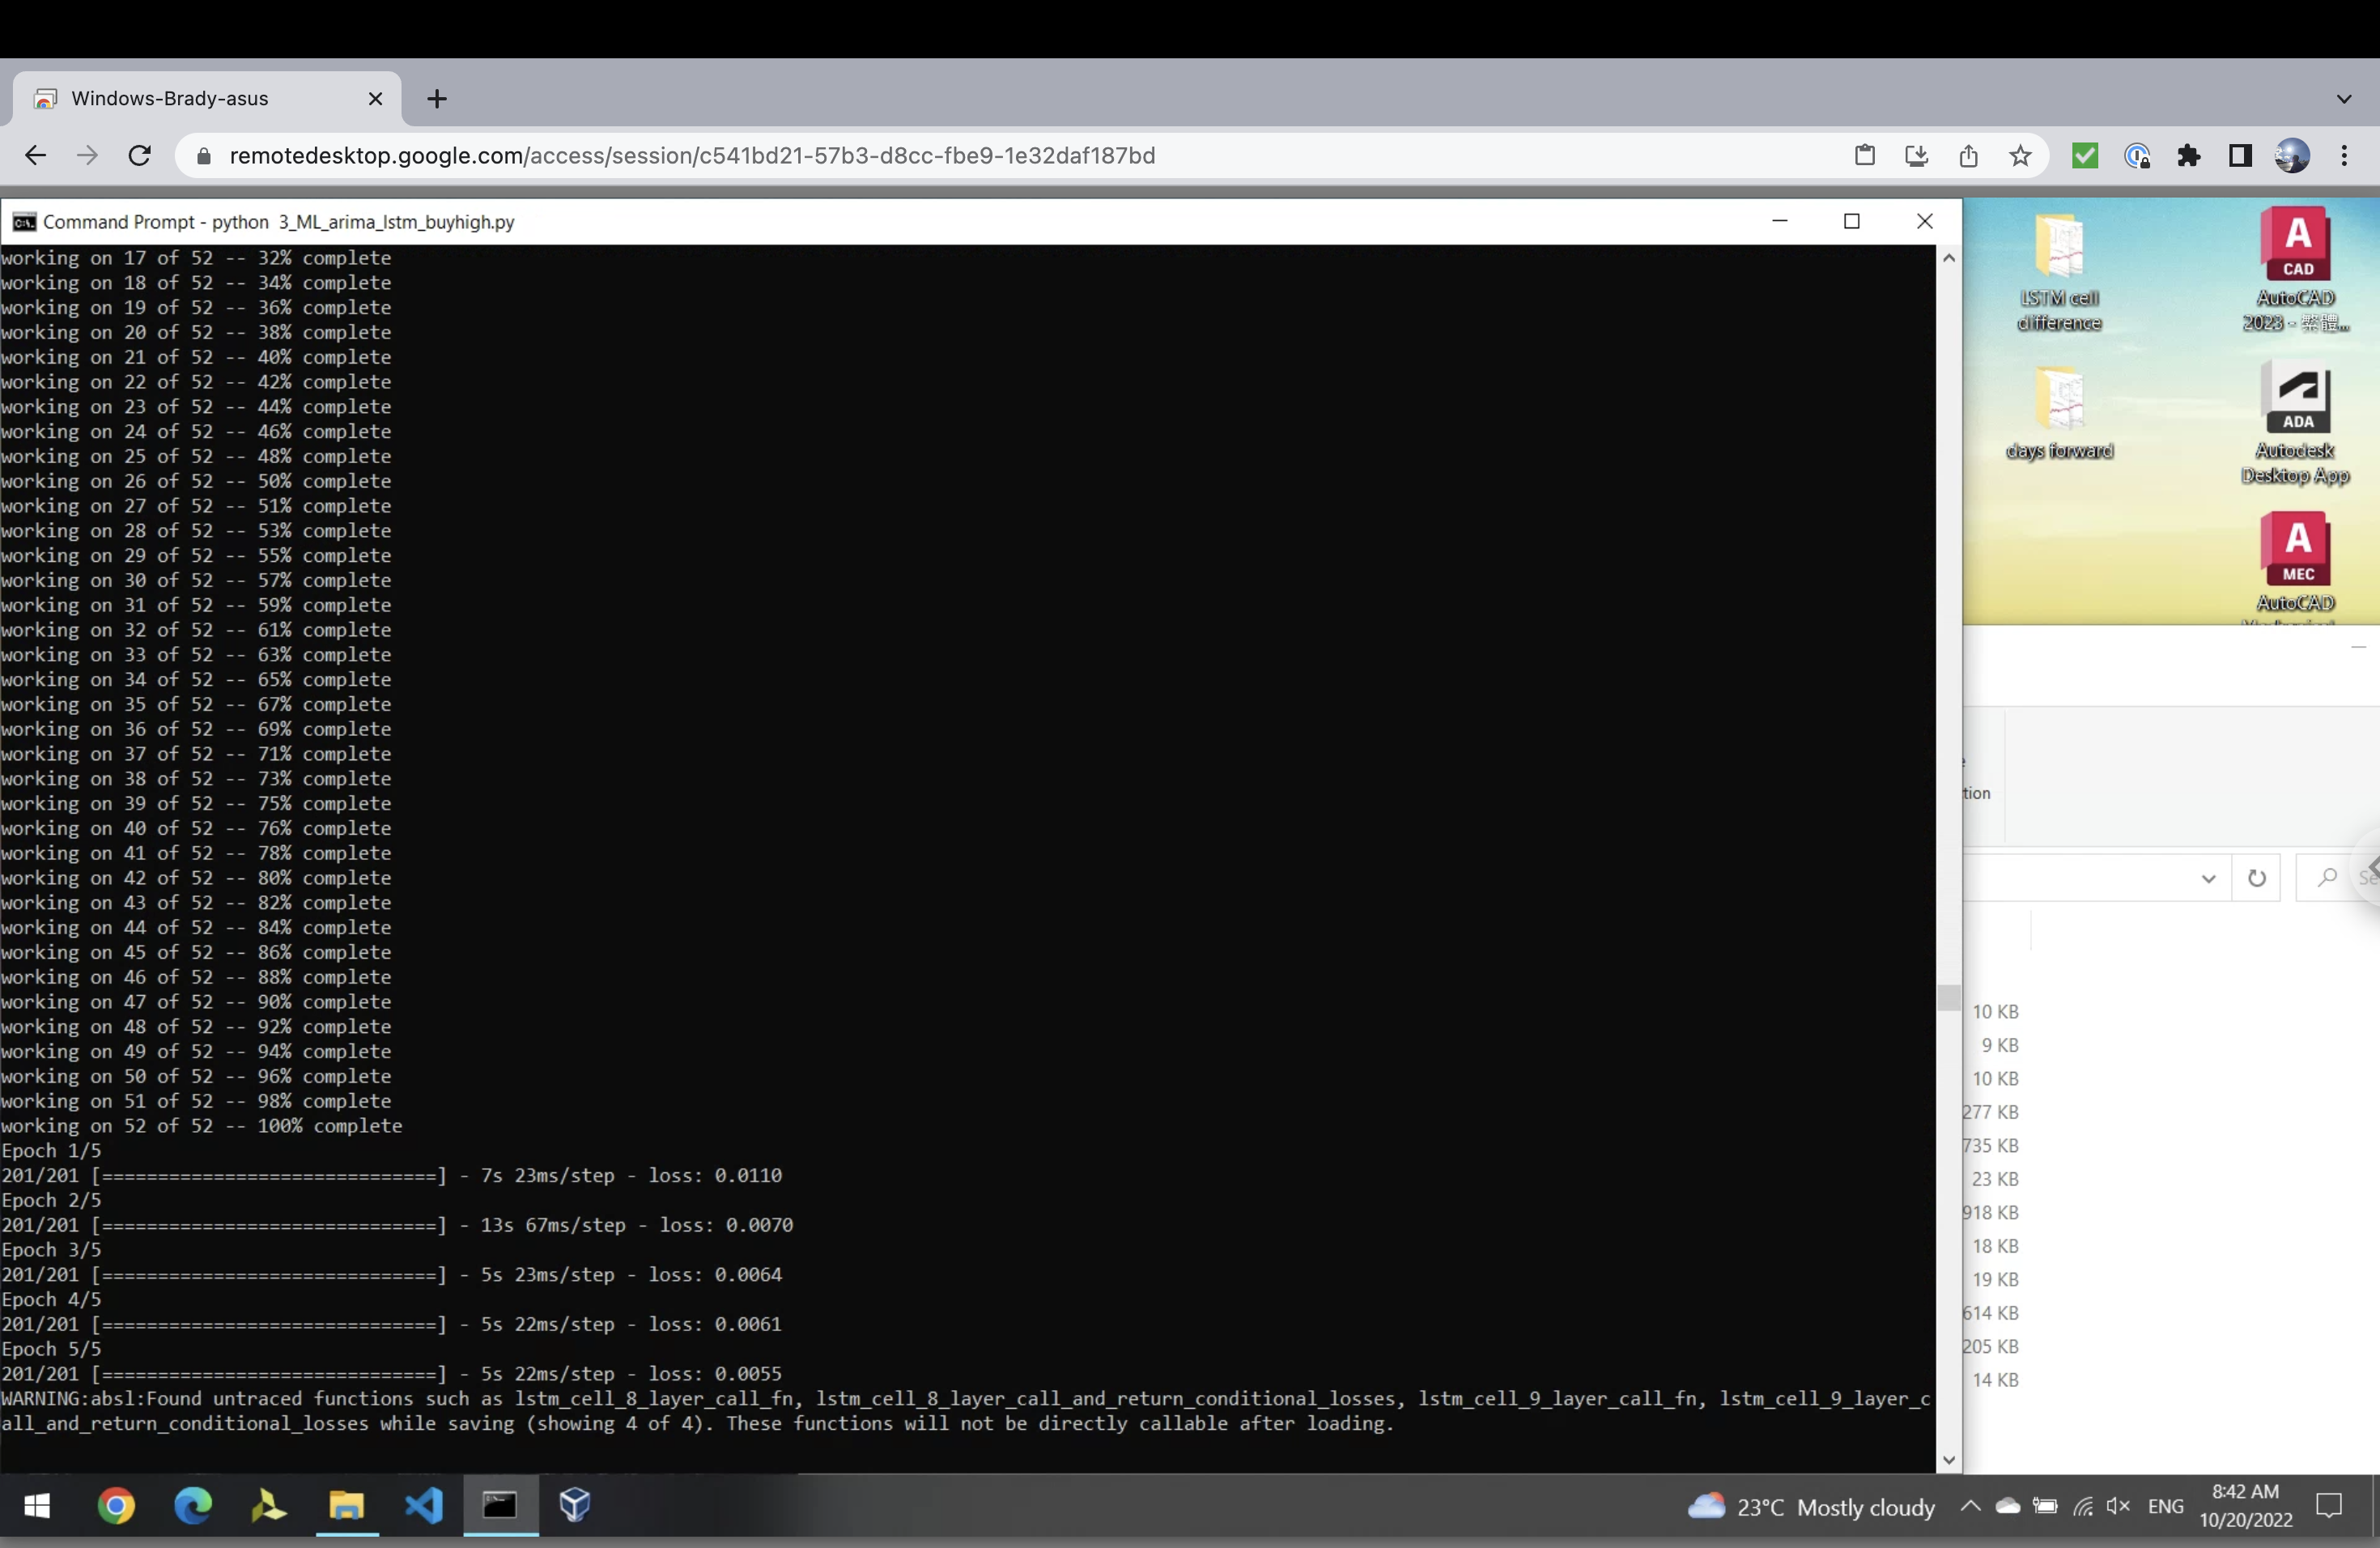 Windows-Brady-asus
remotedesktop.google.com/access/session/c541bd21-57b3-d8cc-fbe9-1e32daf187bd
Command Prompt - python  3_ML_arima_lstm_buyhigh.py
working on 17 of 52 -- 32% complete
working on 18 of 52 -- 34% complete
working on 19 of 52 -- 36% complete
working on 20 of 52 -- 38% complete
working on 21 of 52 -- 40% complete
working on 22 of 52 -- 42% complete
working on 23 of 52 -- 44% complete
working on 24 of 52 -- 46% complete
working on 25 of 52 -- 48% complete
working on 26 of 52 -- 50% complete
working on 27 of 52 -- 51% complete
working on 28 of 52 -- 53% complete
working on 29 of 52 -- 55% complete
working on 30 of 52 -- 57% complete
working on 31 of 52 -- 59% complete
working on 32 of 52 -- 61% complete
working on 33 of 52 -- 63% complete
working on 34 of 52 -- 65% complete
working on 35 of 52 -- 67% complete
working on 36 of 52 -- 69% complete
working on 37 of 52 -- 71% complete
working on 38 of 52 -- 73% complete
working on 39 of 52 -- 75% complete
working on 40 of 52 -- 76% complete
working on 41 of 52 -- 78% complete
working on 42 of 52 -- 80% complete
working on 43 of 52 -- 82% complete
working on 44 of 52 -- 84% complete
working on 45 of 52 -- 86% complete
working on 46 of 52 -- 88% complete
working on 47 of 52 -- 90% complete
working on 48 of 52 -- 92% complete
working on 49 of 52 -- 94% complete
working on 50 of 52 -- 96% complete
working on 51 of 52 -- 98% complete
working on 52 of 52 -- 100% complete
Epoch 1/5
201/201 [==============================] - 7s 23ms/step - loss: 0.0110
Epoch 2/5
201/201 [==============================] - 13s 67ms/step - loss: 0.0070
Epoch 3/5
201/201 [==============================] - 5s 23ms/step - loss: 0.0064
Epoch 4/5
201/201 [==============================] - 5s 22ms/step - loss: 0.0061
Epoch 5/5
201/201 [==============================] - 5s 22ms/step - loss: 0.0055
WARNING:absl:Found untraced functions such as lstm_cell_8_layer_call_fn, lstm_cell_8_layer_call_and_return_conditional_losses, lstm_cell_9_layer_call_fn, lstm_cell_9_layer_c
all_and_return_conditional_losses while saving (showing 4 of 4). These functions will not be directly callable after loading.
LSTM cell
difference
days forward
A
CAD
AutoCAD
2023 - 繁體...
ADA
Autodesk
Desktop App
A
MEC
AutoCAD
tion
Se
10 KB
9 KB
10 KB
277 KB
735 KB
23 KB
918 KB
18 KB
19 KB
614 KB
205 KB
14 KB
23°C Mostly cloudy
ENG
8:42 AM
10/20/2022